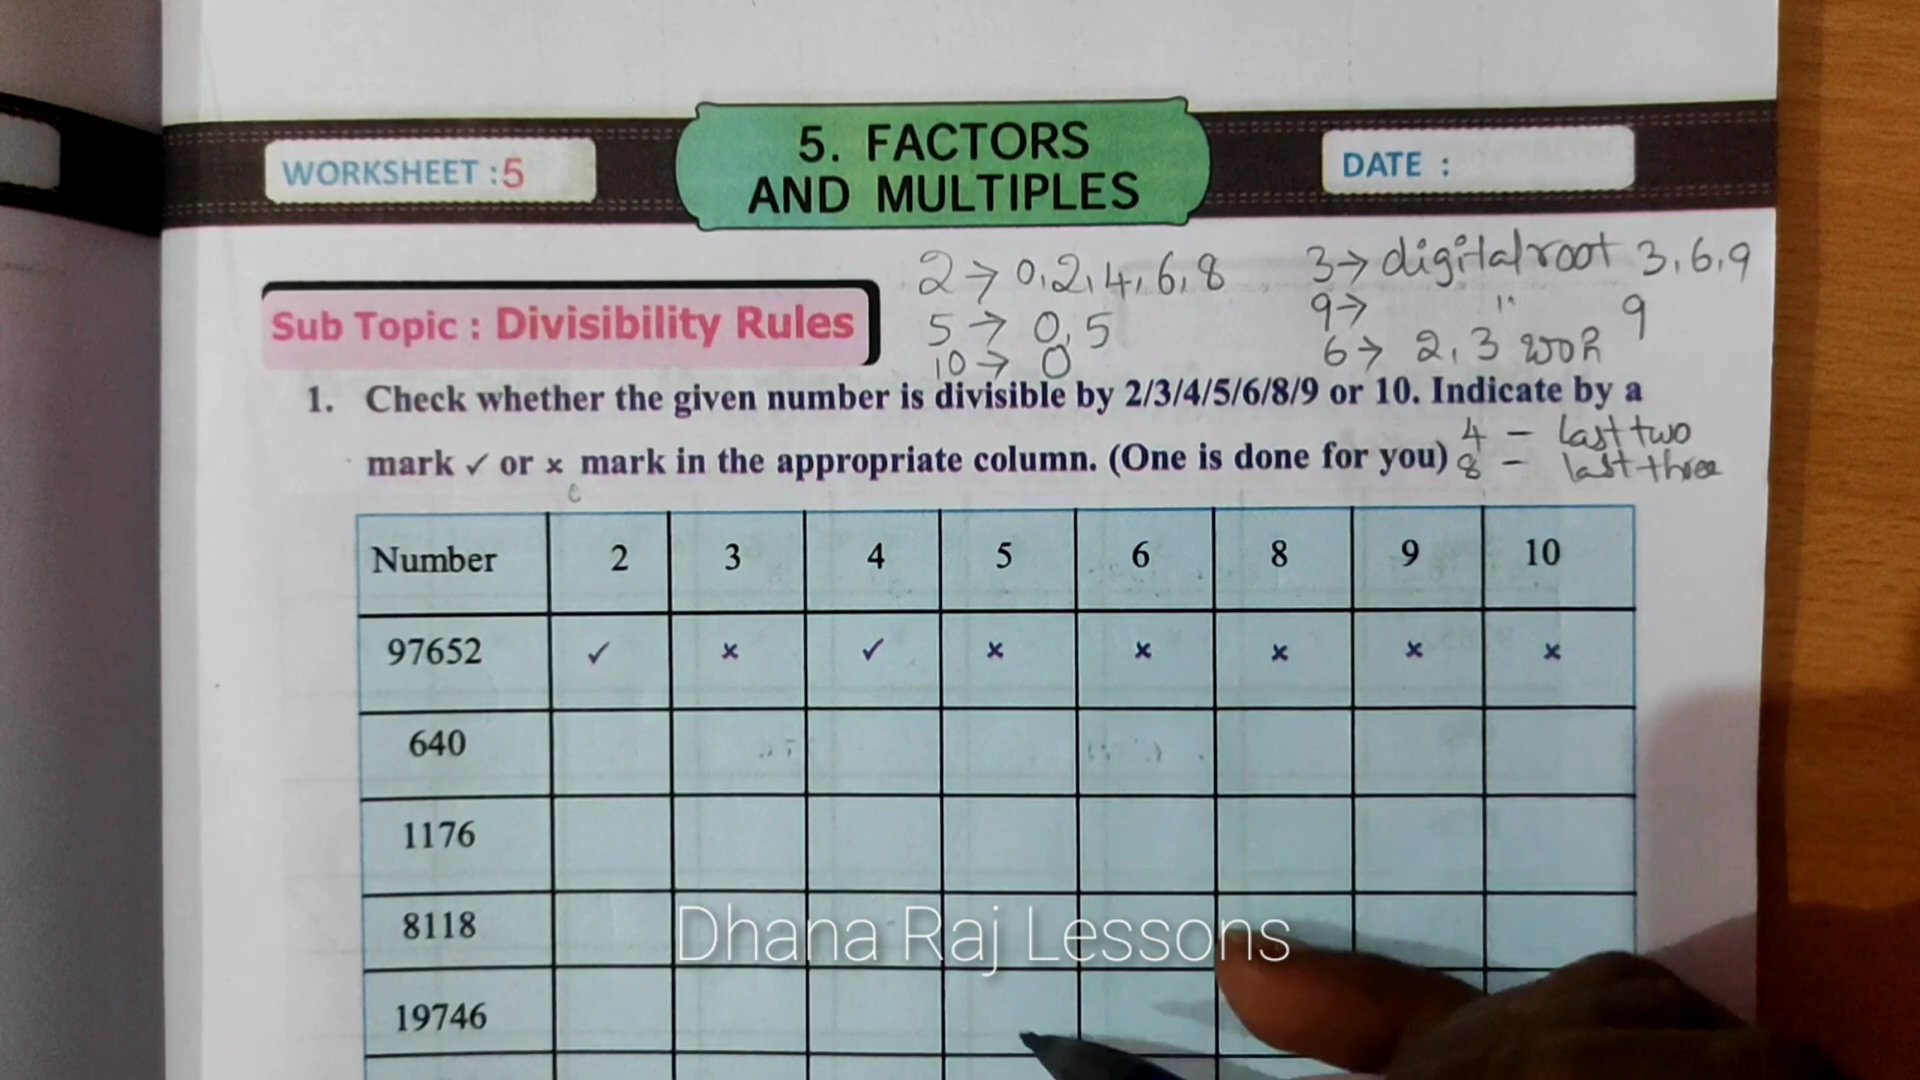 WORKSHEET : 5
5. FACTORS
AND MULTIPLES
DATE :
Sub Topic : Divisibility Rules
2 → 0, 2, 4, 6, 8
5 → 0, 5
10 → 0
3 → digital root 3, 6, 9
9 → " 9
6 → 2, 3
1. Check whether the given number is divisible by 2/3/4/5/6/8/9 or 10. Indicate by a
mark ✓ or × mark in the appropriate column. (One is done for you)
4 – last two
8 – last three
Number 2 3 4 5 6 8 9 10
97652 ✓ × ✓ × × × × ×
640
1176
8118
19746
Dhana Raj Lessons